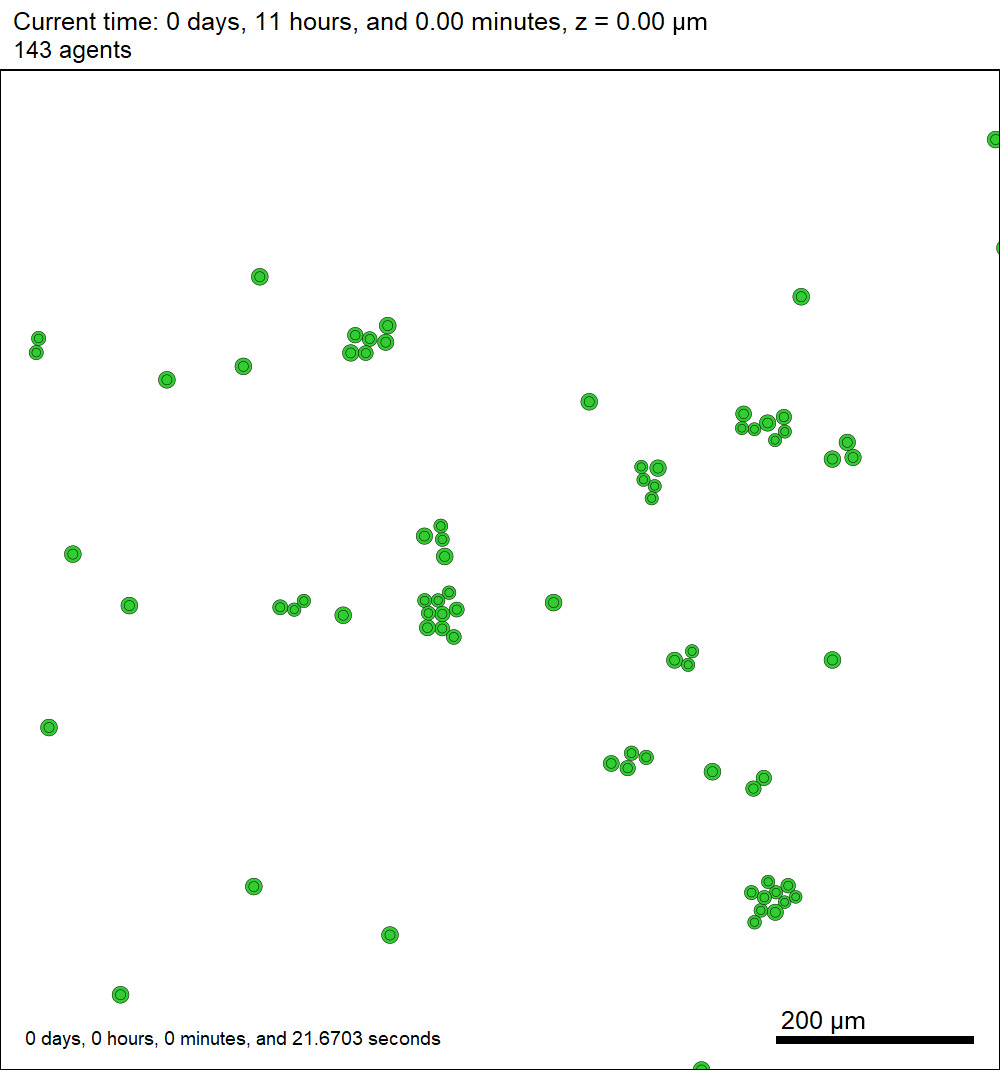 Current time: 0 days, 11 hours, and 0.00 minutes, z = 0.00 μm
143 agents
200 μm
0 days, 0 hours, 0 minutes, and 21.6703 seconds